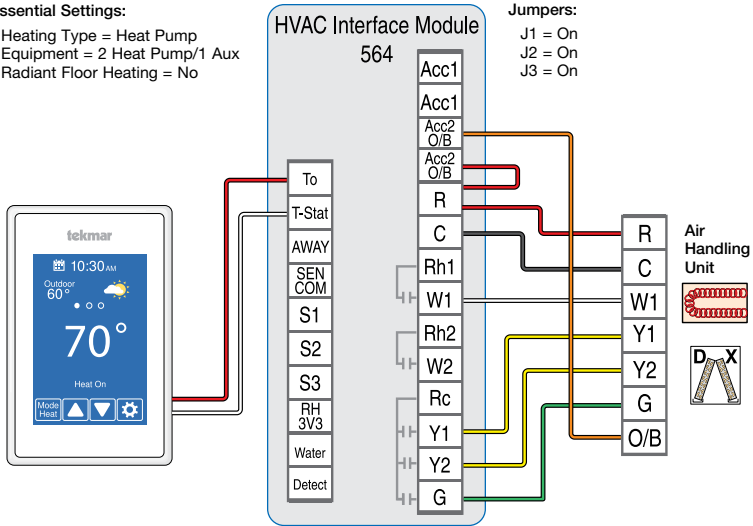 ssential Settings:
Heating Type = Heat Pump
Equipment = 2 Heat Pump/1 Aux
Radiant Floor Heating = No
HVAC Interface Module
564
Jumpers:
J1 = On
J2 = On
J3 = On
Acc1
Acc1
Acc2
O/B
Acc2
O/B
R
C
Rh1
W1
Rh2
W2
Rc
Y1
Y2
G
To
T-Stat
AWAY
SEN
COM
S1
S2
S3
RH
3V3
Water
Detect
tekmar
10:30 AM
Outdoor
60°
70°
Heat On
Mode
Heat
R
C
W1
Y1
Y2
G
O/B
Air
Handling
Unit
D X